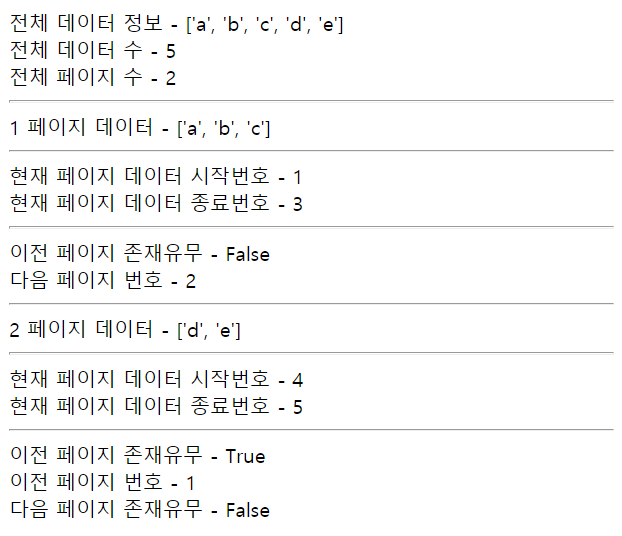 전체 데이터 정보 - ['a', 'b', 'c', 'd', 'e']
전체 데이터 수 - 5
전체 페이지 수 - 2
1 페이지 데이터 - ['a', 'b', 'c']
현재 페이지 데이터 시작번호 - 1
현재 페이지 데이터 종료번호 - 3
이전 페이지 존재유무 - False
다음 페이지 번호 - 2
2 페이지 데이터 - ['d', 'e']
현재 페이지 데이터 시작번호 - 4
현재 페이지 데이터 종료번호 - 5
이전 페이지 존재유무 - True
이전 페이지 번호 - 1
다음 페이지 존재유무 - False